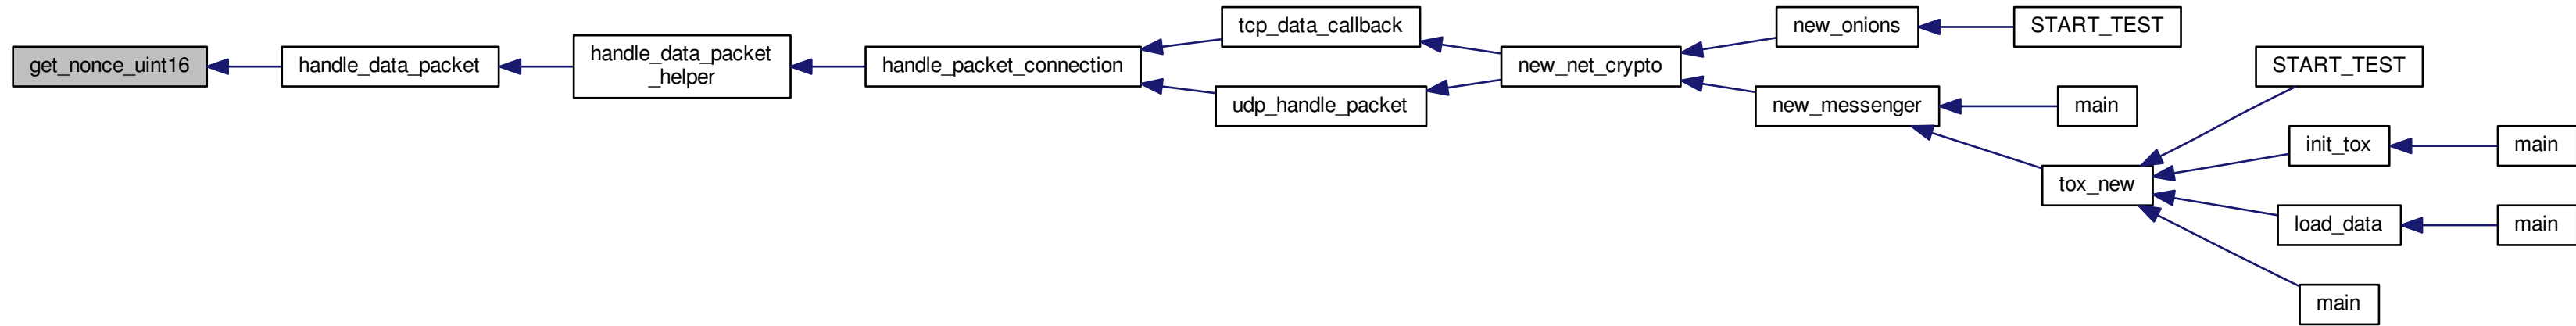 get_nonce_uint16
handle_data_packet
handle_data_packet
_helper
handle_packet_connection
tcp_data_callback
udp_handle_packet
new_net_crypto
new_onions
START_TEST
new_messenger
main
tox_new
START_TEST
init_tox
main
load_data
main
main